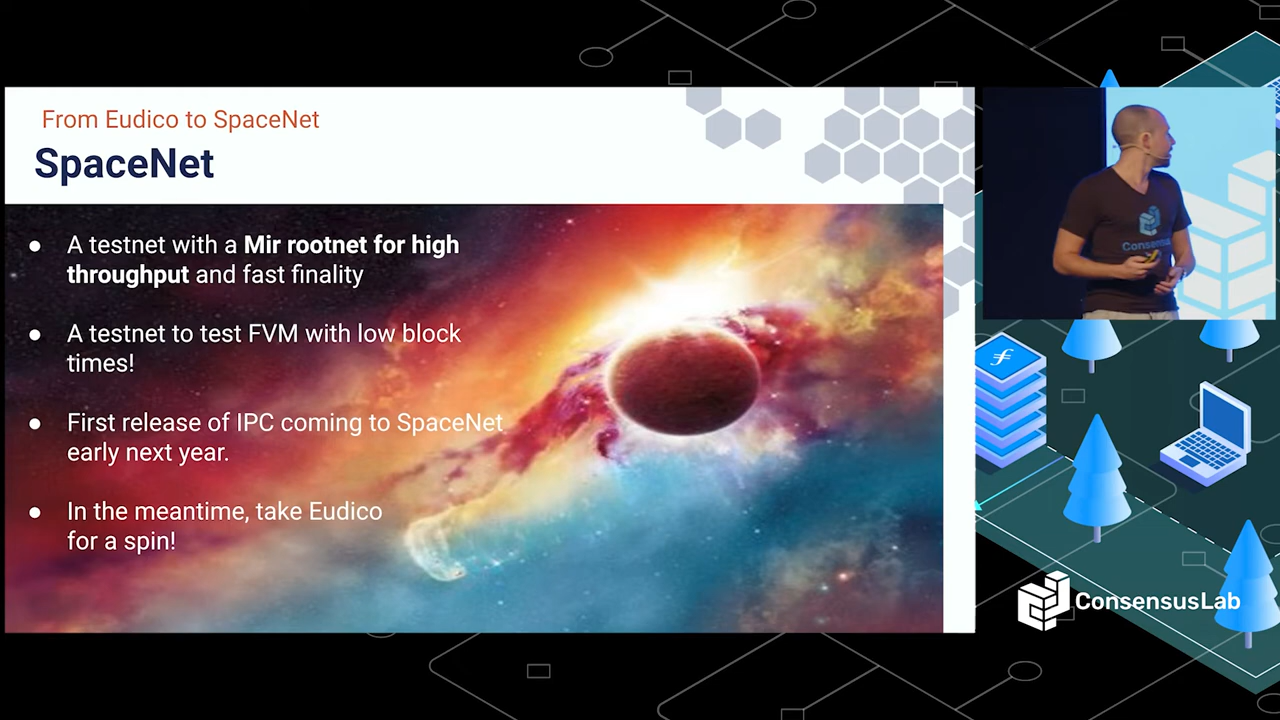 From Eudico to SpaceNet
SpaceNet
● A testnet with a Mir rootnet for high
throughput and fast finality
● A testnet to test FVM with low block
times!
● First release of IPC coming to SpaceNet
early next year.
● In the meantime, take Eudico
for a spin!
Consensu
ConsensusLab